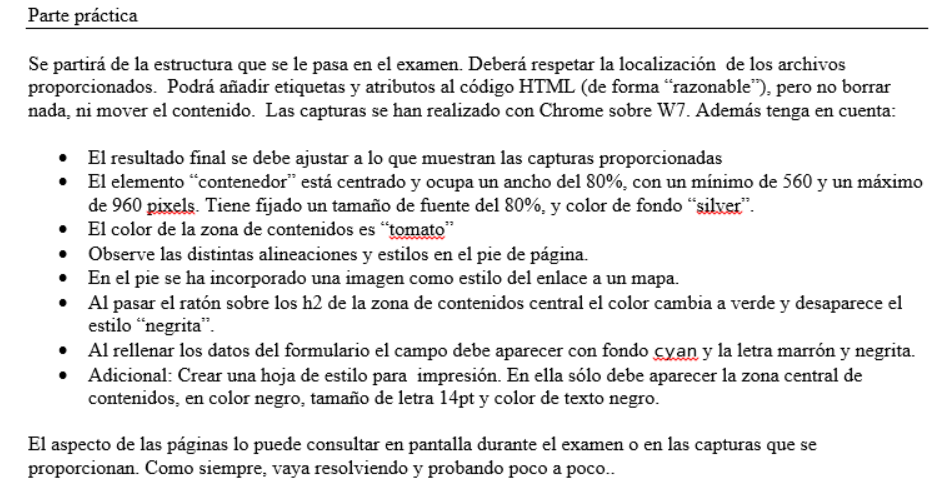 Parte práctica
Se partirá de la estructura que se le pasa en el examen. Deberá respetar la localización  de los archivos
proporcionados.  Podrá añadir etiquetas y atributos al código HTML (de forma “razonable”), pero no borrar
nada, ni mover el contenido.  Las capturas se han realizado con Chrome sobre W7. Además tenga en cuenta:
• El resultado final se debe ajustar a lo que muestran las capturas proporcionadas
• El elemento “contenedor” está centrado y ocupa un ancho del 80%, con un mínimo de 560 y un máximo
de 960 pixels. Tiene fijado un tamaño de fuente del 80%, y color de fondo “silver”.
• El color de la zona de contenidos es “tomato”
• Observe las distintas alineaciones y estilos en el pie de página.
• En el pie se ha incorporado una imagen como estilo del enlace a un mapa.
• Al pasar el ratón sobre los h2 de la zona de contenidos central el color cambia a verde y desaparece el
estilo “negrita”.
• Al rellenar los datos del formulario el campo debe aparecer con fondo cyan y la letra marrón y negrita.
• Adicional: Crear una hoja de estilo para  impresión. En ella sólo debe aparecer la zona central de
contenidos, en color negro, tamaño de letra 14pt y color de texto negro.
El aspecto de las páginas lo puede consultar en pantalla durante el examen o en las capturas que se
proporcionan. Como siempre, vaya resolviendo y probando poco a poco..